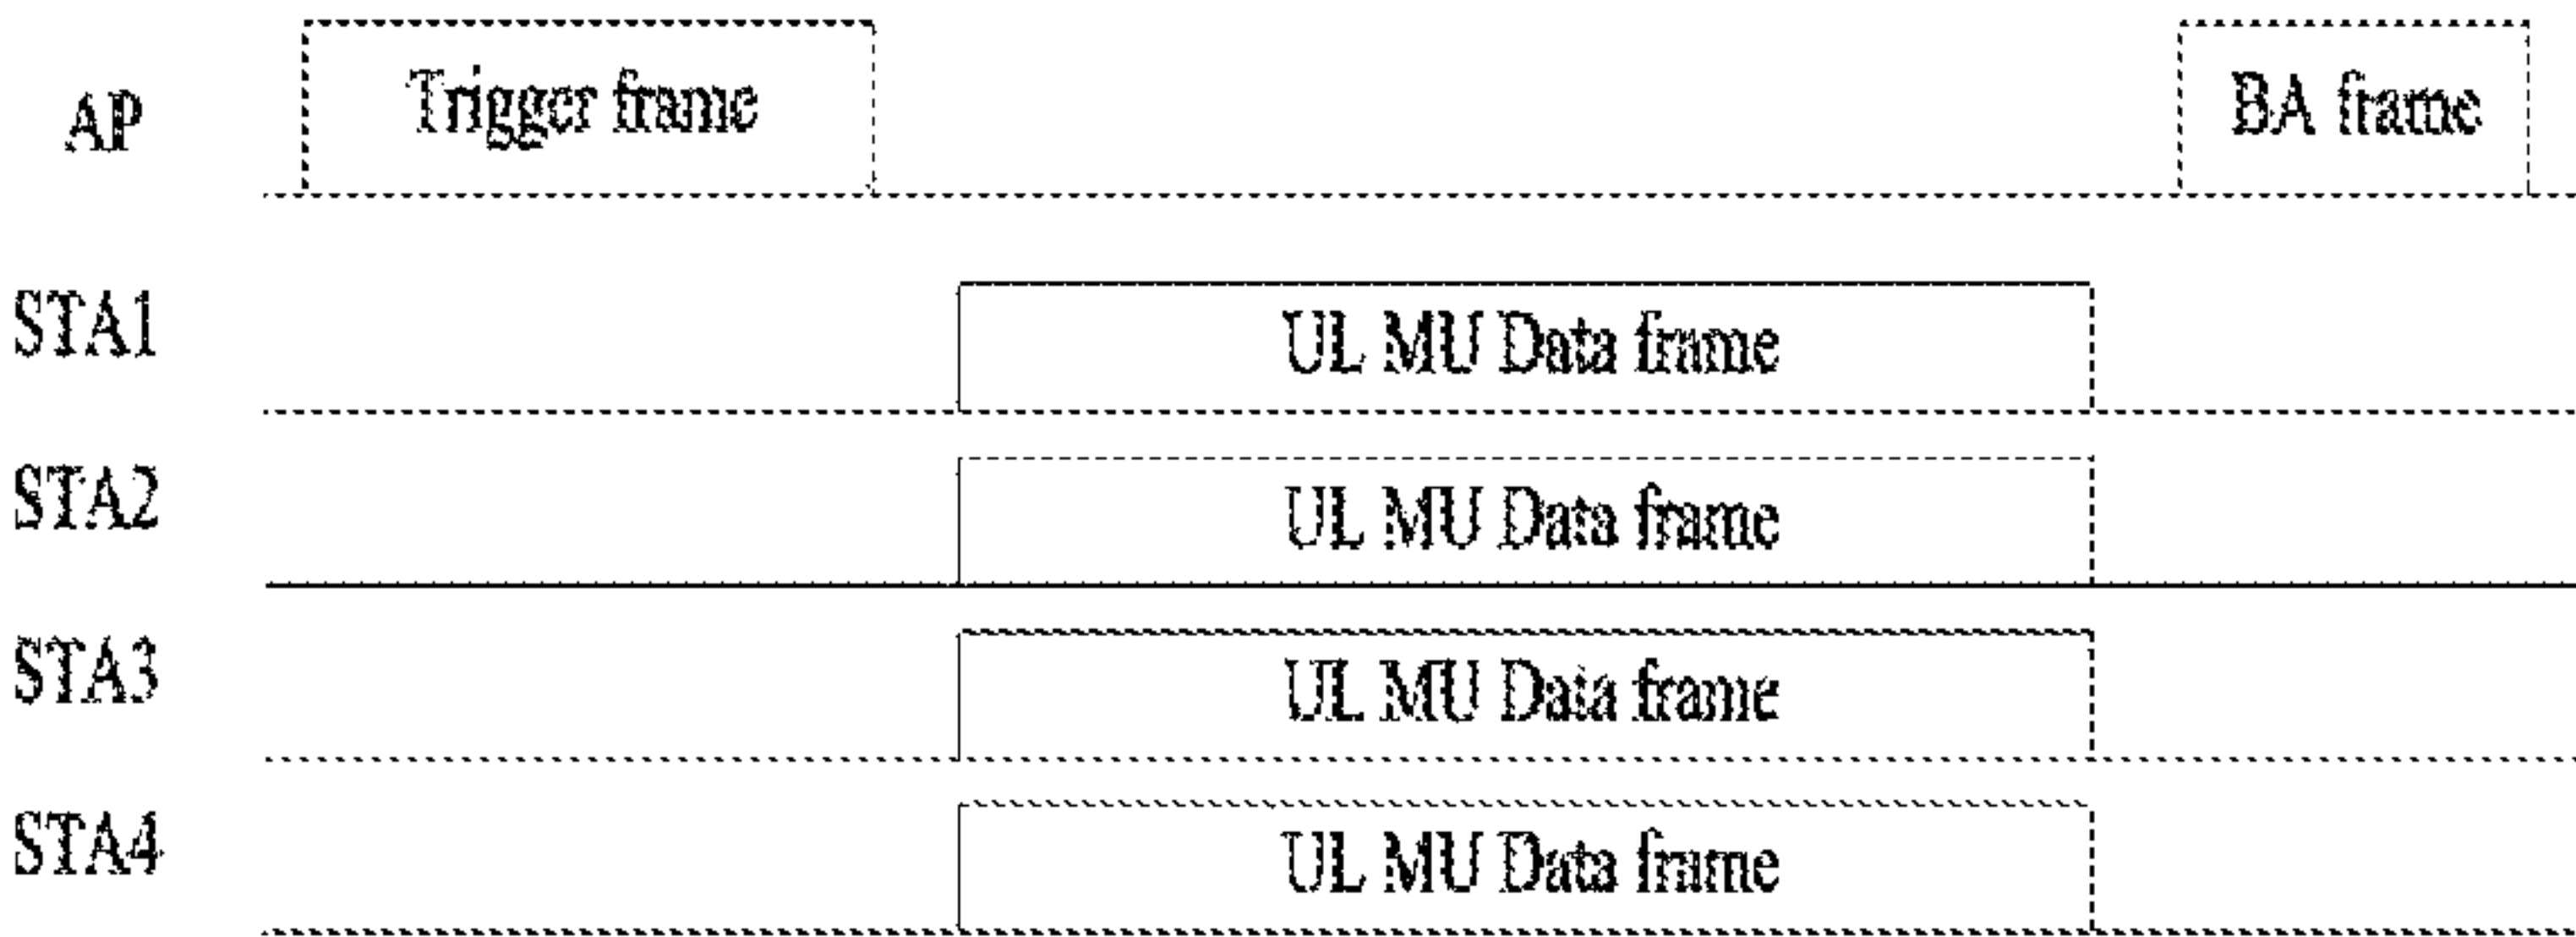 AP Trigger frame BA frame
STA1 UL MU Data frame
STA2 UL MU Data frame
STA3 UL MU Data frame
STA4 UL MU Data frame